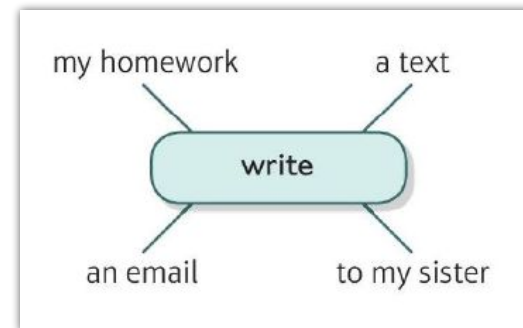 my homework
a text
write
an email
to my sister